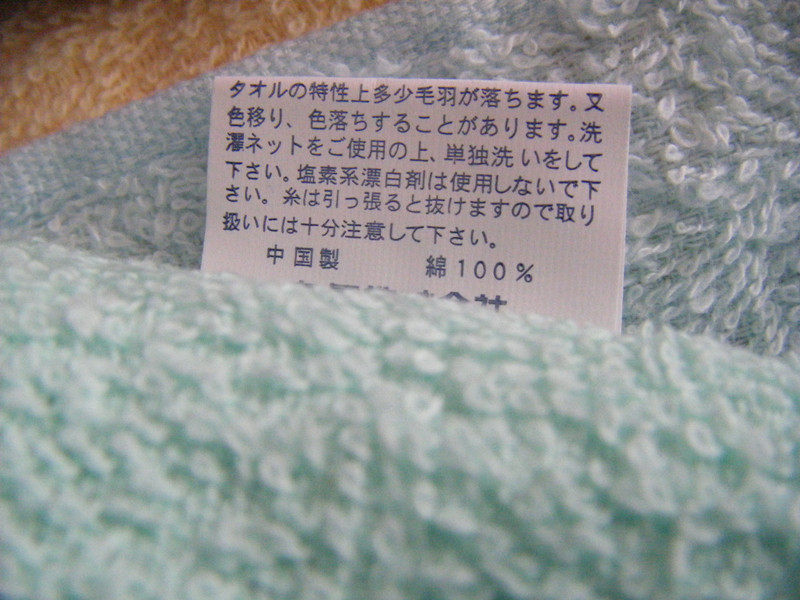 タオルの特性上多少毛羽が落ちます。又
色移り、色落ちすることがあります。洗
濯ネットをご使用の上、単独洗いをして
下さい。塩素系漂白剤は使用しないで下
さい。糸は引っ張ると抜けますので取り
扱いには十分注意して下さい。
中国製 綿100%